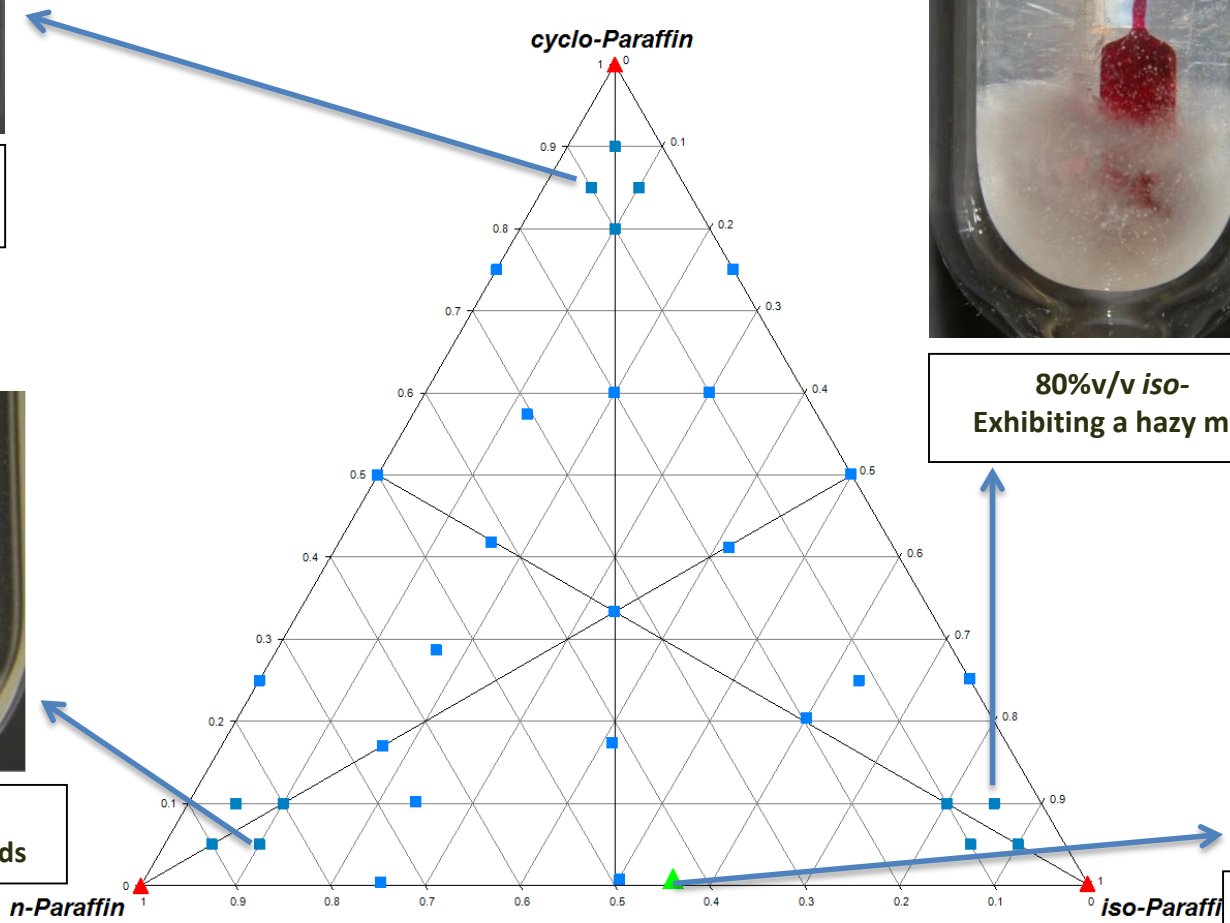 cyclo-Paraffin
1 0
0.9 0.1
0.8 0.2
0.7 0.3
0.6 0.4
80%v/v iso-
Exhibiting a hazy m
0.5 0.5
0.4 0.6
0.3 0.7
0.2 0.8
0.1 0.9
ds
0 1
1 0.9 0.8 0.7 0.6 0.5 0.4 0.3 0.2 0.1 0
n-Paraffin iso-Paraffi